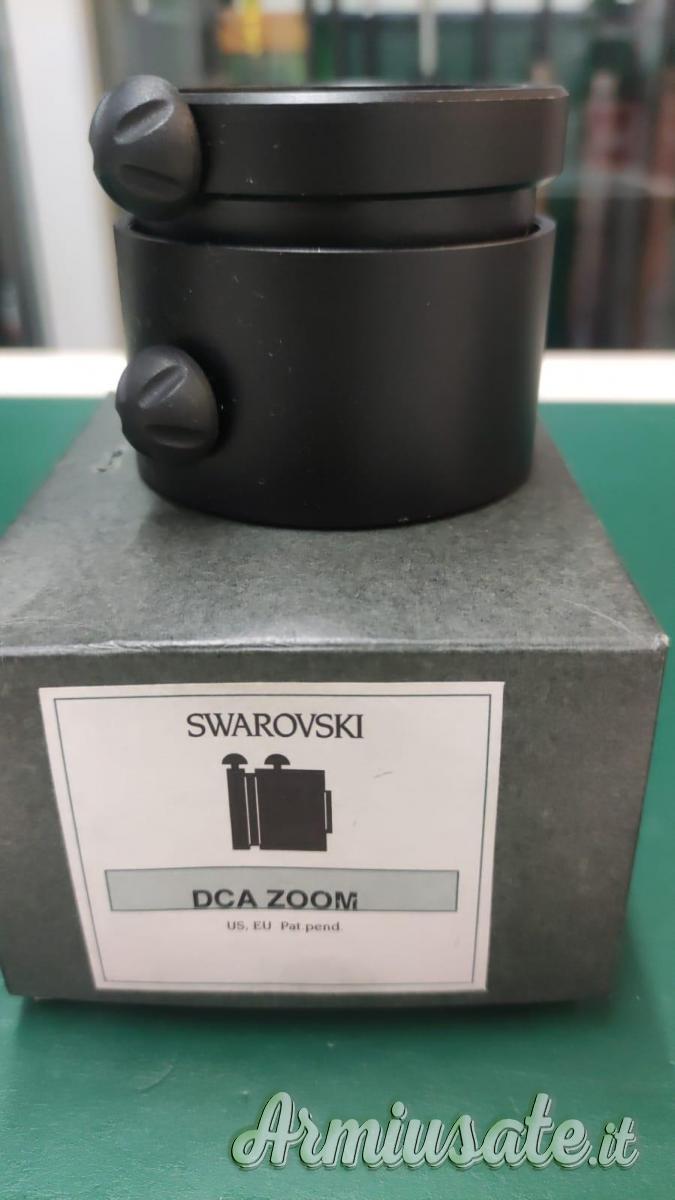 SWAROVSKI
DCA ZOOM
US, EU Pat.pend.
Armiusate.it